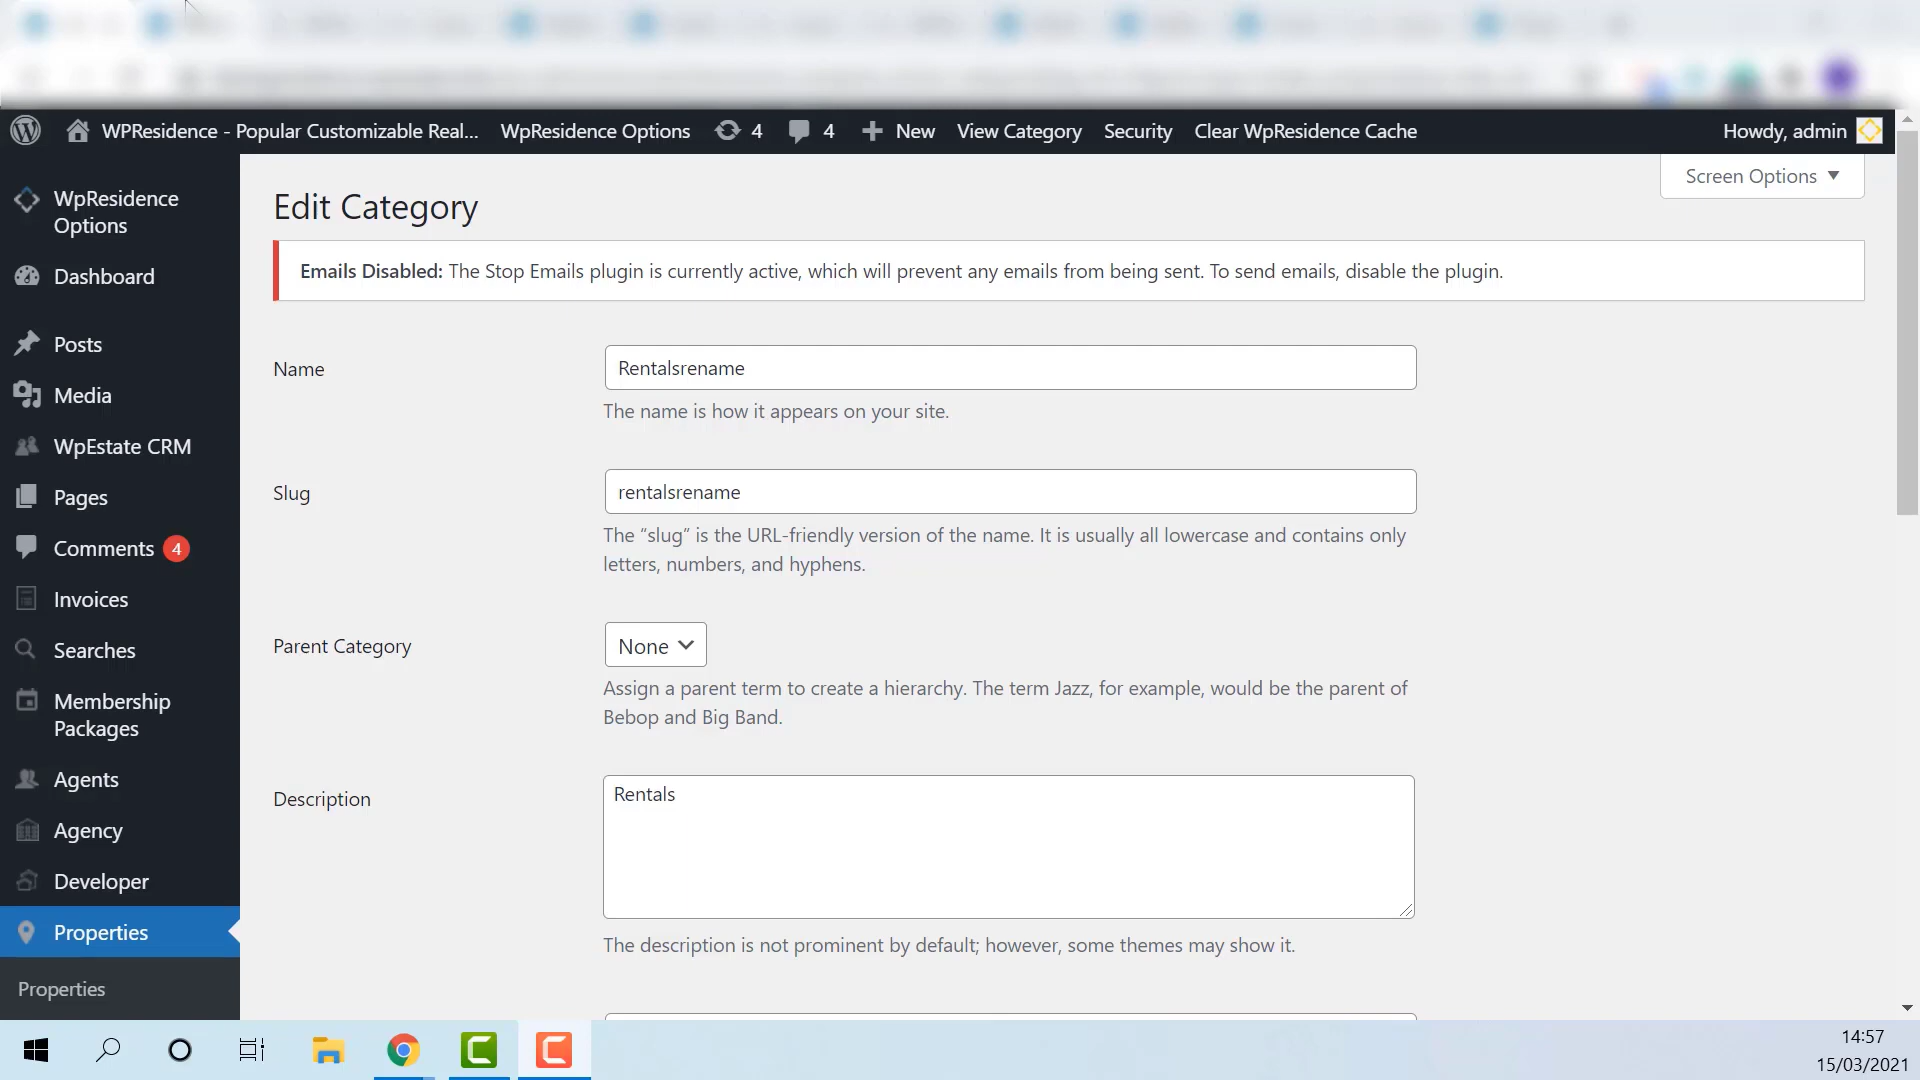 WPResidence - Popular Customizable Real...
WpResidence Options
4
4
New
View Category
Security
Clear WpResidence Cache
Howdy, admin
WpResidence
Options
Dashboard
Posts
Media
WpEstate CRM
Pages
Comments 4
Invoices
Searches
Membership
Packages
Agents
Agency
Developer
Properties
Properties
Screen Options
Edit Category
Emails Disabled: The Stop Emails plugin is currently active, which will prevent any emails from being sent. To send emails, disable the plugin.
Name
Rentalsrename
The name is how it appears on your site.
Slug
rentalsrename
The “slug” is the URL-friendly version of the name. It is usually all lowercase and contains only
letters, numbers, and hyphens.
Parent Category
None
Assign a parent term to create a hierarchy. The term Jazz, for example, would be the parent of
Bebop and Big Band.
Description
Rentals
The description is not prominent by default; however, some themes may show it.
14:57
15/03/2021